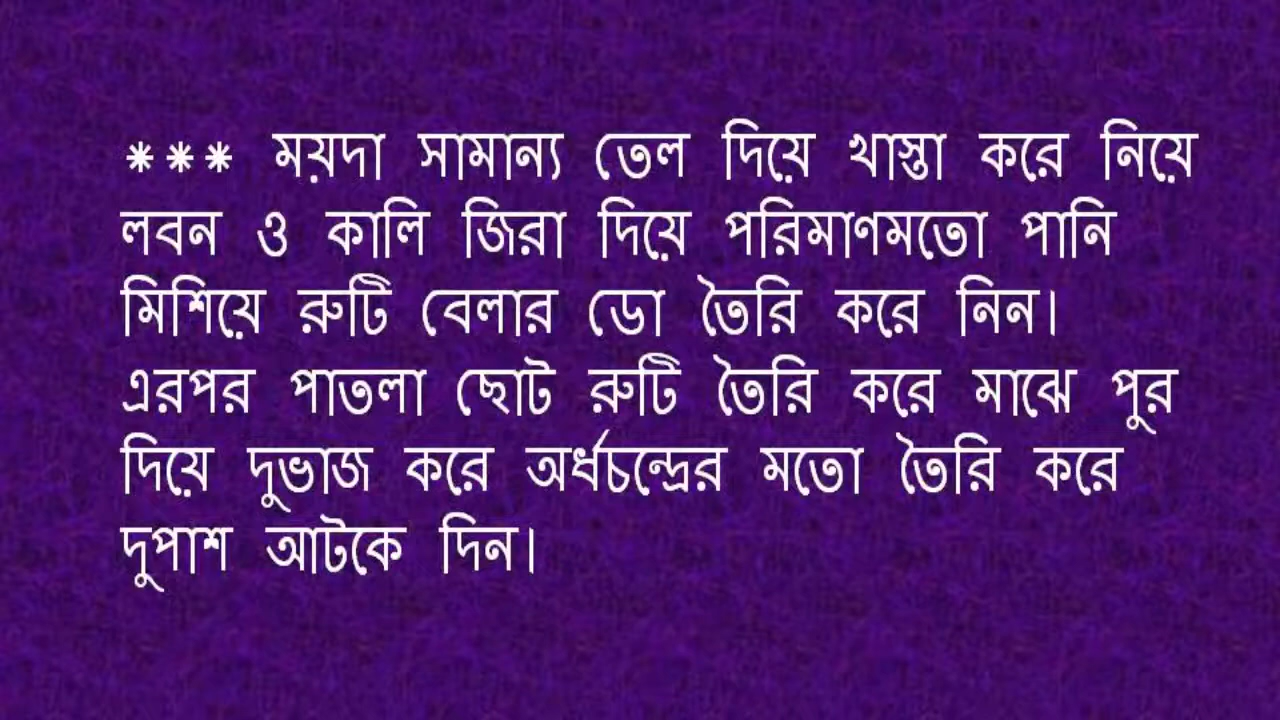 *** ময়দা সামান্য তেল দিয়ে খাস্তা করে নিয়ে
লবন ও কালি জিরা দিয়ে পরিমাণমতো পানি
মিশিয়ে রুটি বেলার ডো তৈরি করে নিন।
এরপর পাতলা ছোট রুটি তৈরি করে মাঝে পুর
দিয়ে দুভাজ করে অর্ধচন্দ্রের মতো তৈরি করে
দুপাশ আটকে দিন।